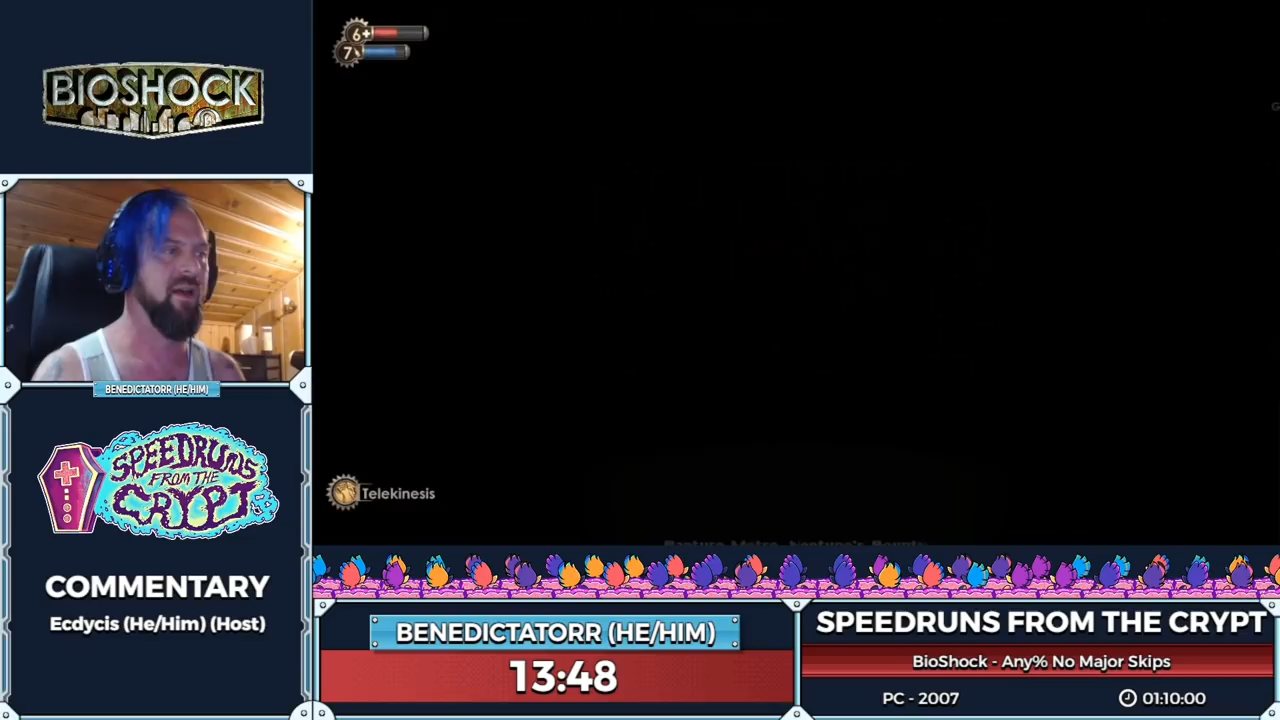 BIOSHOCK
6+
7
BENEDICTATORR (HE/HIM)
SPEEDRUNS
FROM THE
CRYPT
COMMENTARY
Ecdycis (He/Him) (Host)
Telekinesis
BENEDICTATORR (HE/HIM)
13:48
SPEEDRUNS FROM THE CRYPT
BioShock - Any% No Major Skips
PC - 2007
01:10:00